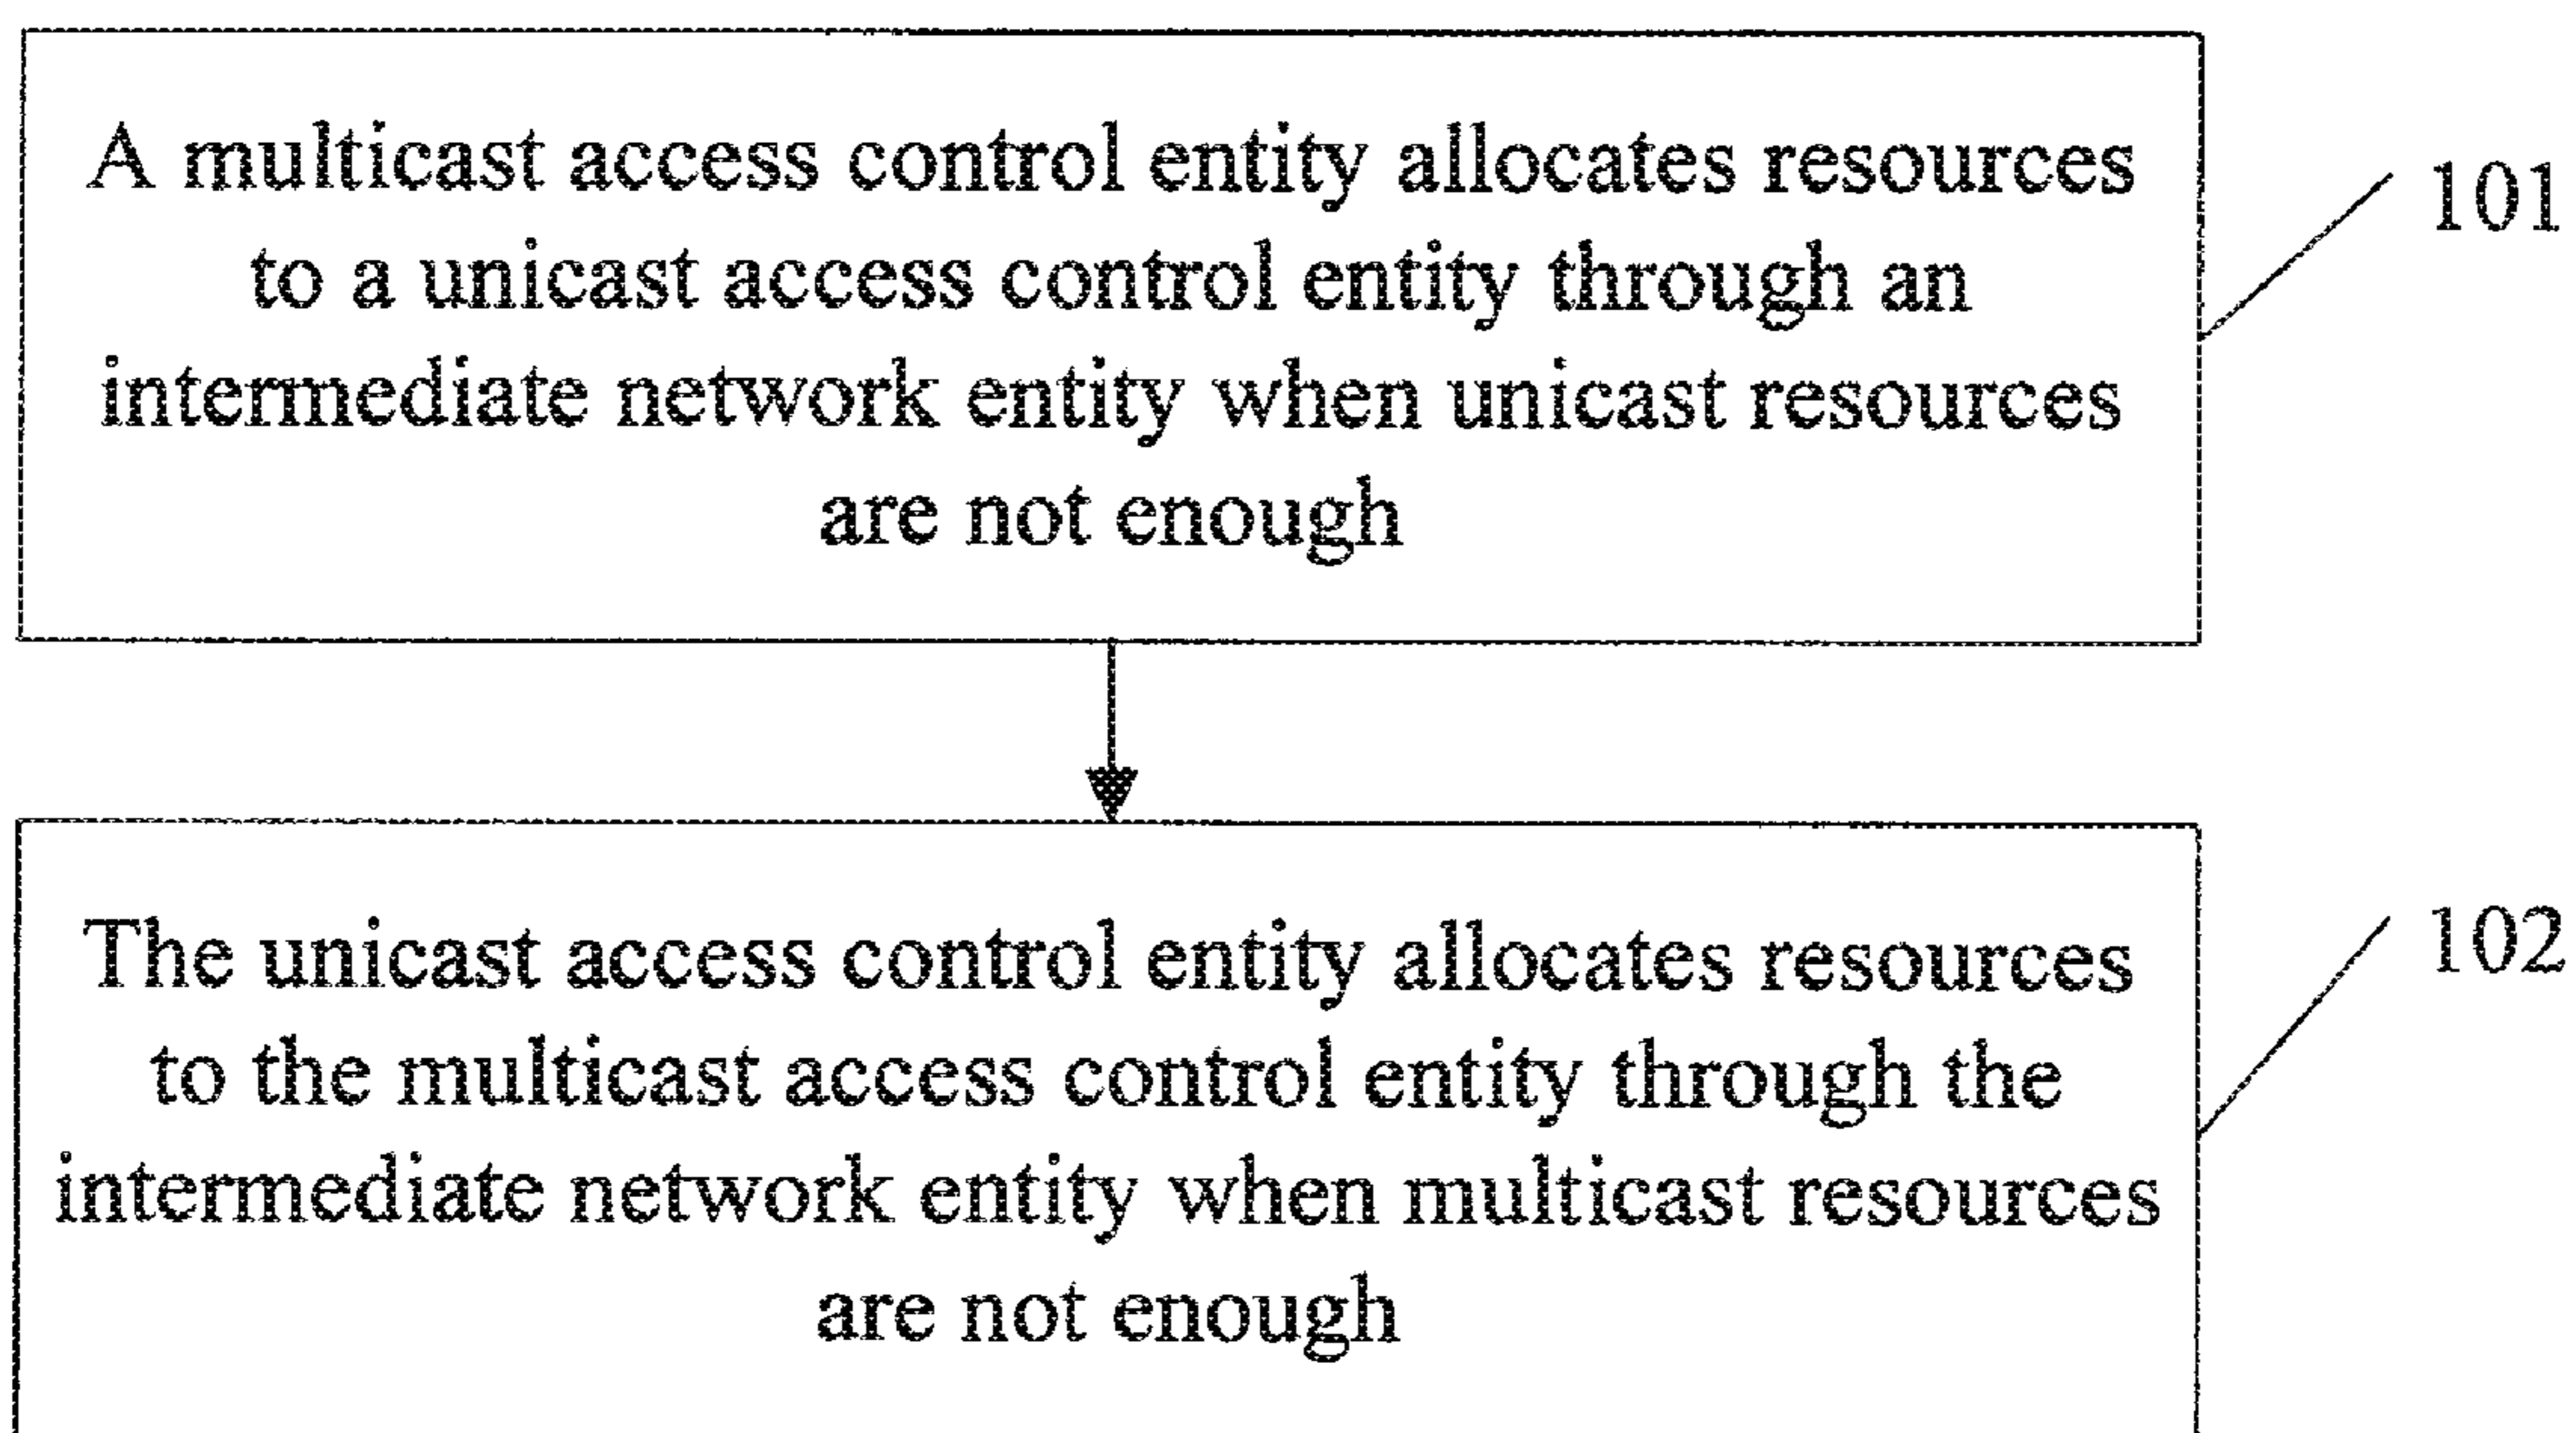 A multicast access control entity allocates resources
to a unicast access control entity through an
intermediate network entity when unicast resources
are not enough
101
The unicast access control entity allocates resources
to the multicast access control entity through the
intermediate network entity when multicast resources
are not enough
102